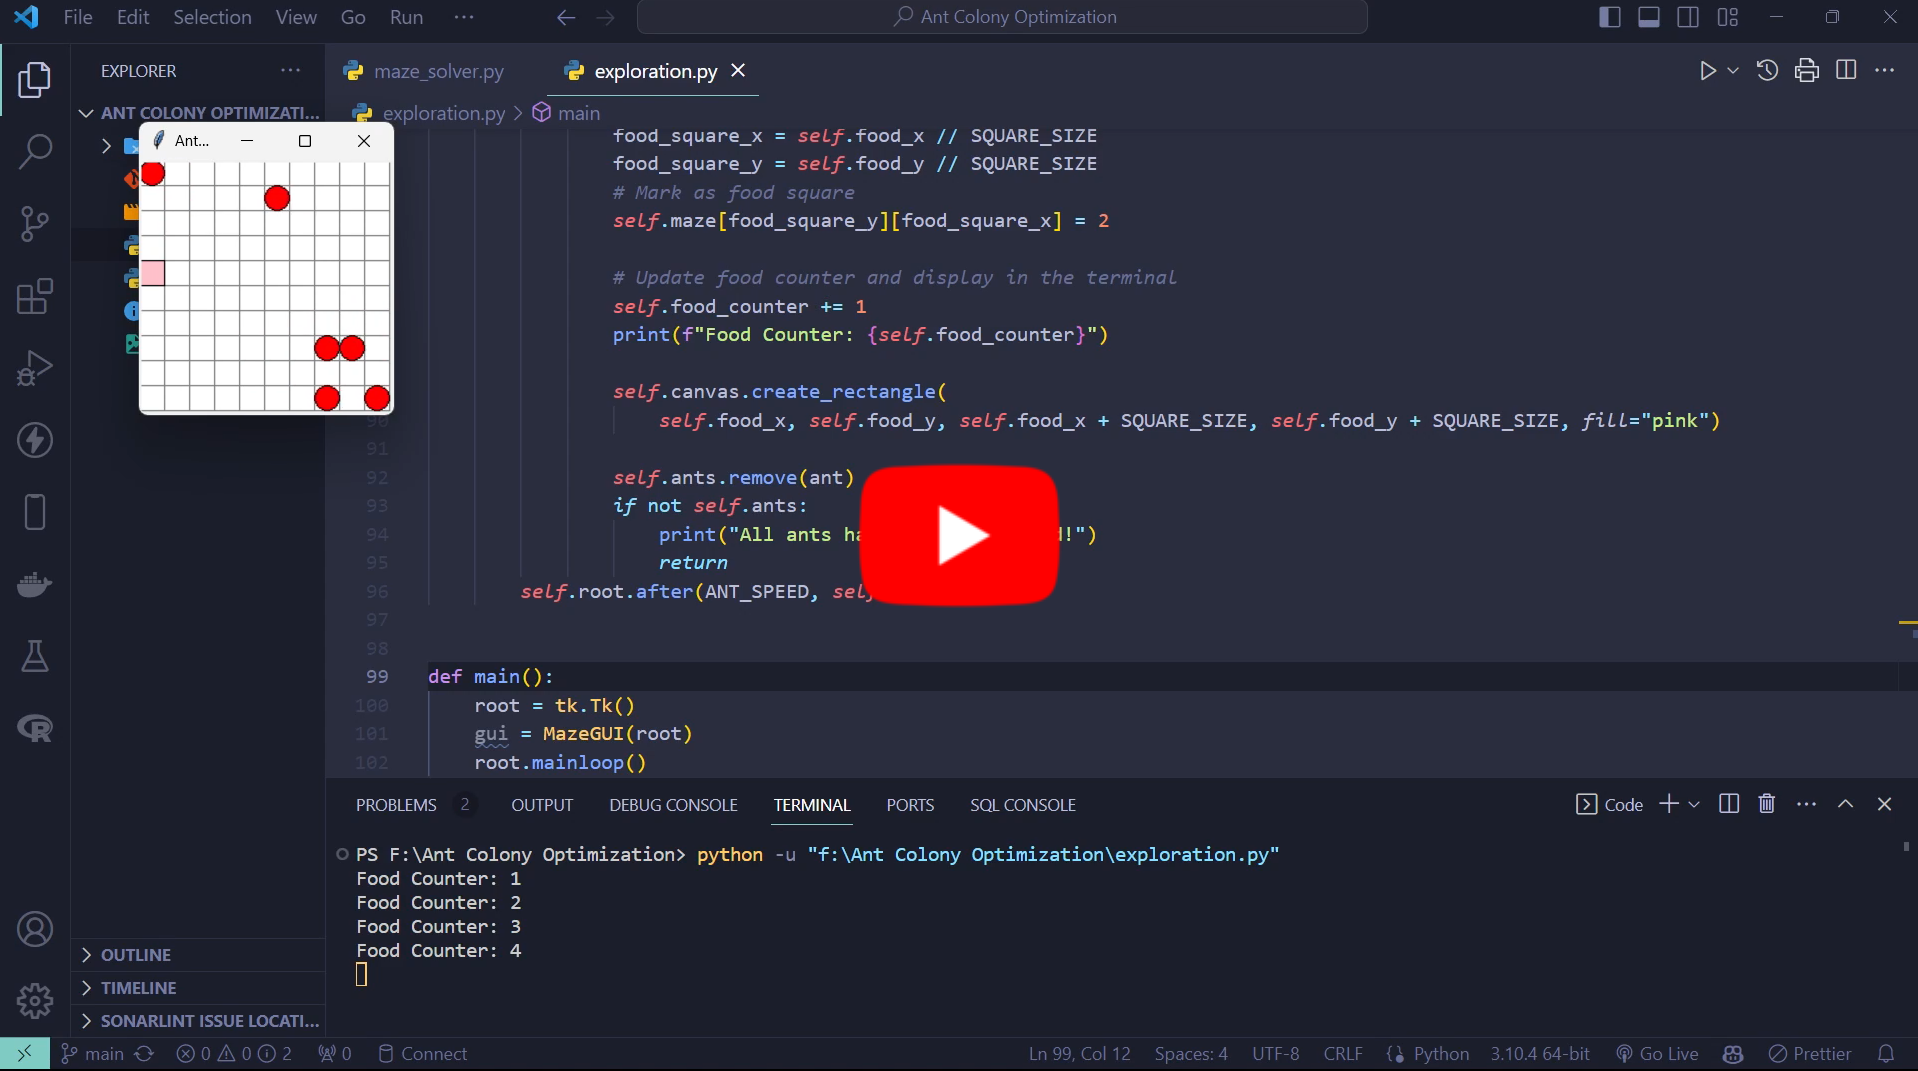 File Edit Selection View Go Run ···
Ant Colony Optimization
EXPLORER
maze_solver.py
exploration.py
ANT COLONY OPTIMIZATI...
exploration.py > main
Ant...
food_square_x = self.food_x // SQUARE_SIZE
food_square_y = self.food_y // SQUARE_SIZE
# Mark as food square
self.maze[food_square_y][food_square_x] = 2
# Update food counter and display in the terminal
self.food_counter += 1
print(f"Food Counter: {self.food_counter}")
self.canvas.create_rectangle(
90 self.food_x, self.food_y, self.food_x + SQUARE_SIZE, self.food_y + SQUARE_SIZE, fill="pink")
91
92 self.ants.remove(ant)
93 if not self.ants:
94 print("All ants ha d!")
95 return
96 self.root.after(ANT_SPEED, sel
97
98
99 def main():
100 root = tk.Tk()
101 gui = MazeGUI(root)
102 root.mainloop()
PROBLEMS 2 OUTPUT DEBUG CONSOLE TERMINAL PORTS SQL CONSOLE
Code
PS F:\Ant Colony Optimization> python -u "f:\Ant Colony Optimization\exploration.py"
Food Counter: 1
Food Counter: 2
Food Counter: 3
Food Counter: 4
OUTLINE
TIMELINE
SONARLINT ISSUE LOCATI...
main 0 0 2 0 Connect
Ln 99, Col 12 Spaces: 4 UTF-8 CRLF Python 3.10.4 64-bit Go Live Prettier